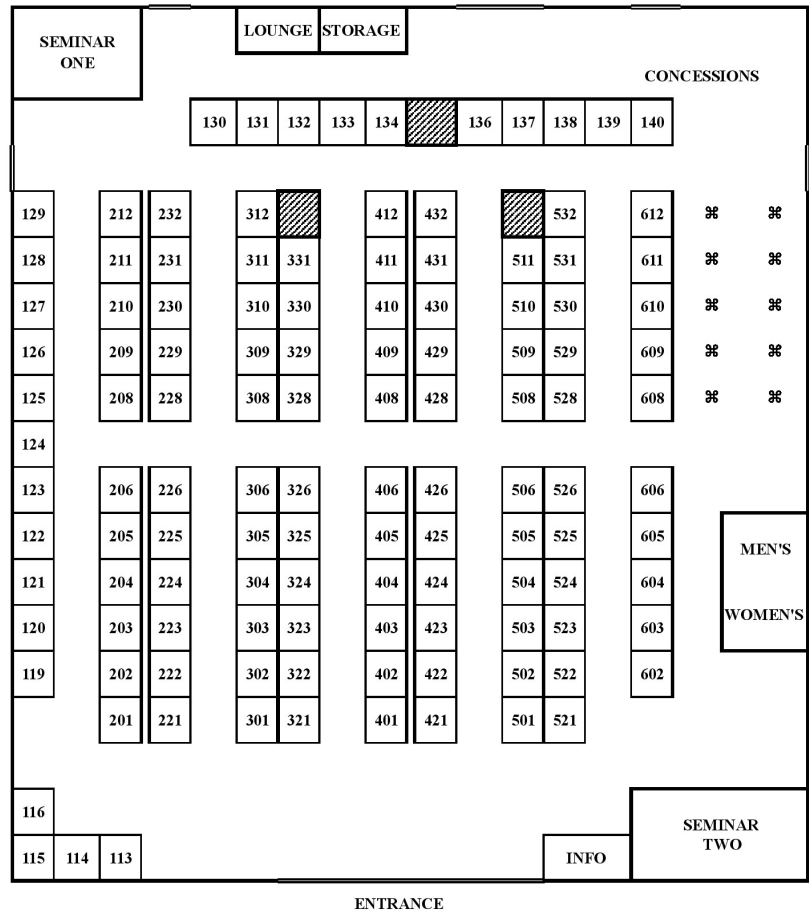 SEMINAR
ONE
LOUNGE STORAGE
CONCESSIONS
130 131 132 133 134 136 137 138 139 140
129 212 232 312 412 432 532 612 ⌘ ⌘
128 211 231 311 331 411 431 511 531 611 ⌘ ⌘
127 210 230 310 330 410 430 510 530 610 ⌘ ⌘
126 209 229 309 329 409 429 509 529 609 ⌘ ⌘
125 208 228 308 328 408 428 508 528 608 ⌘ ⌘
124
123 206 226 306 326 406 426 506 526 606
122 205 225 305 325 405 425 505 525 605
MEN'S
121 204 224 304 324 404 424 504 524 604
120 203 223 303 323 403 423 503 523 603
WOMEN'S
119 202 222 302 322 402 422 502 522 602
201 221 301 321 401 421 501 521
116
SEMINAR
TWO
115 114 113 INFO
ENTRANCE